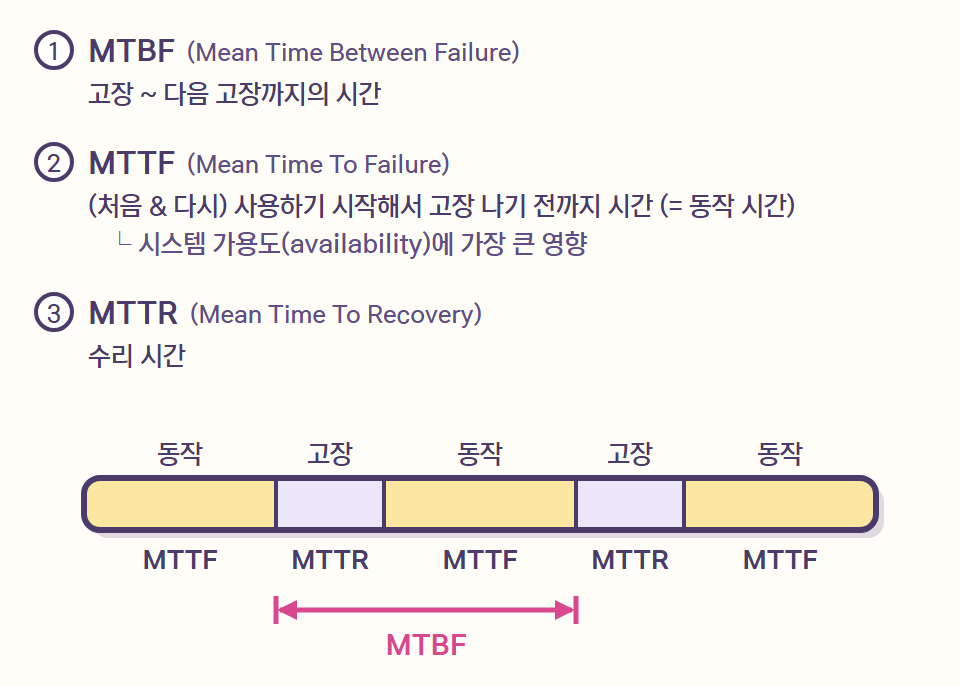 ① MTBF (Mean Time Between Failure)
고장 ~ 다음 고장까지의 시간
② MTTF (Mean Time To Failure)
(처음 & 다시) 사용하기 시작해서 고장 나기 전까지 시간 (= 동작 시간)
└ 시스템 가용도(availability)에 가장 큰 영향
③ MTTR (Mean Time To Recovery)
수리 시간
동작 고장 동작 고장 동작
MTTF MTTR MTTF MTTR MTTF
MTBF